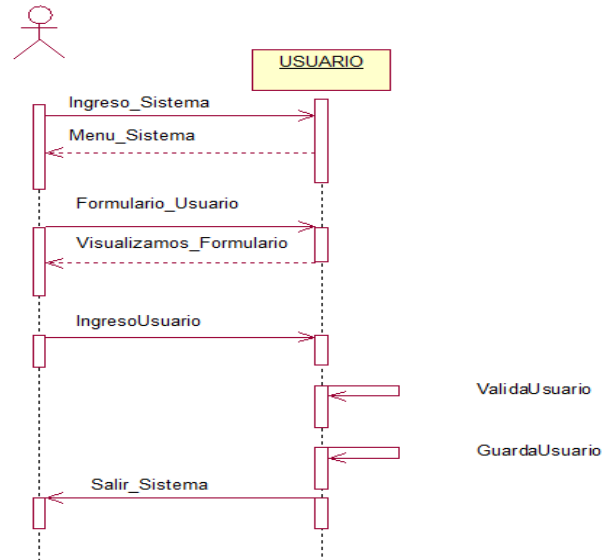 USUARIO
Ingreso_Sistema
Menu_Sistema
Formulario_Usuario
Visualizamos_Formulario
IngresoUsuario
ValidaUsuario
GuardaUsuario
Salir_Sistema